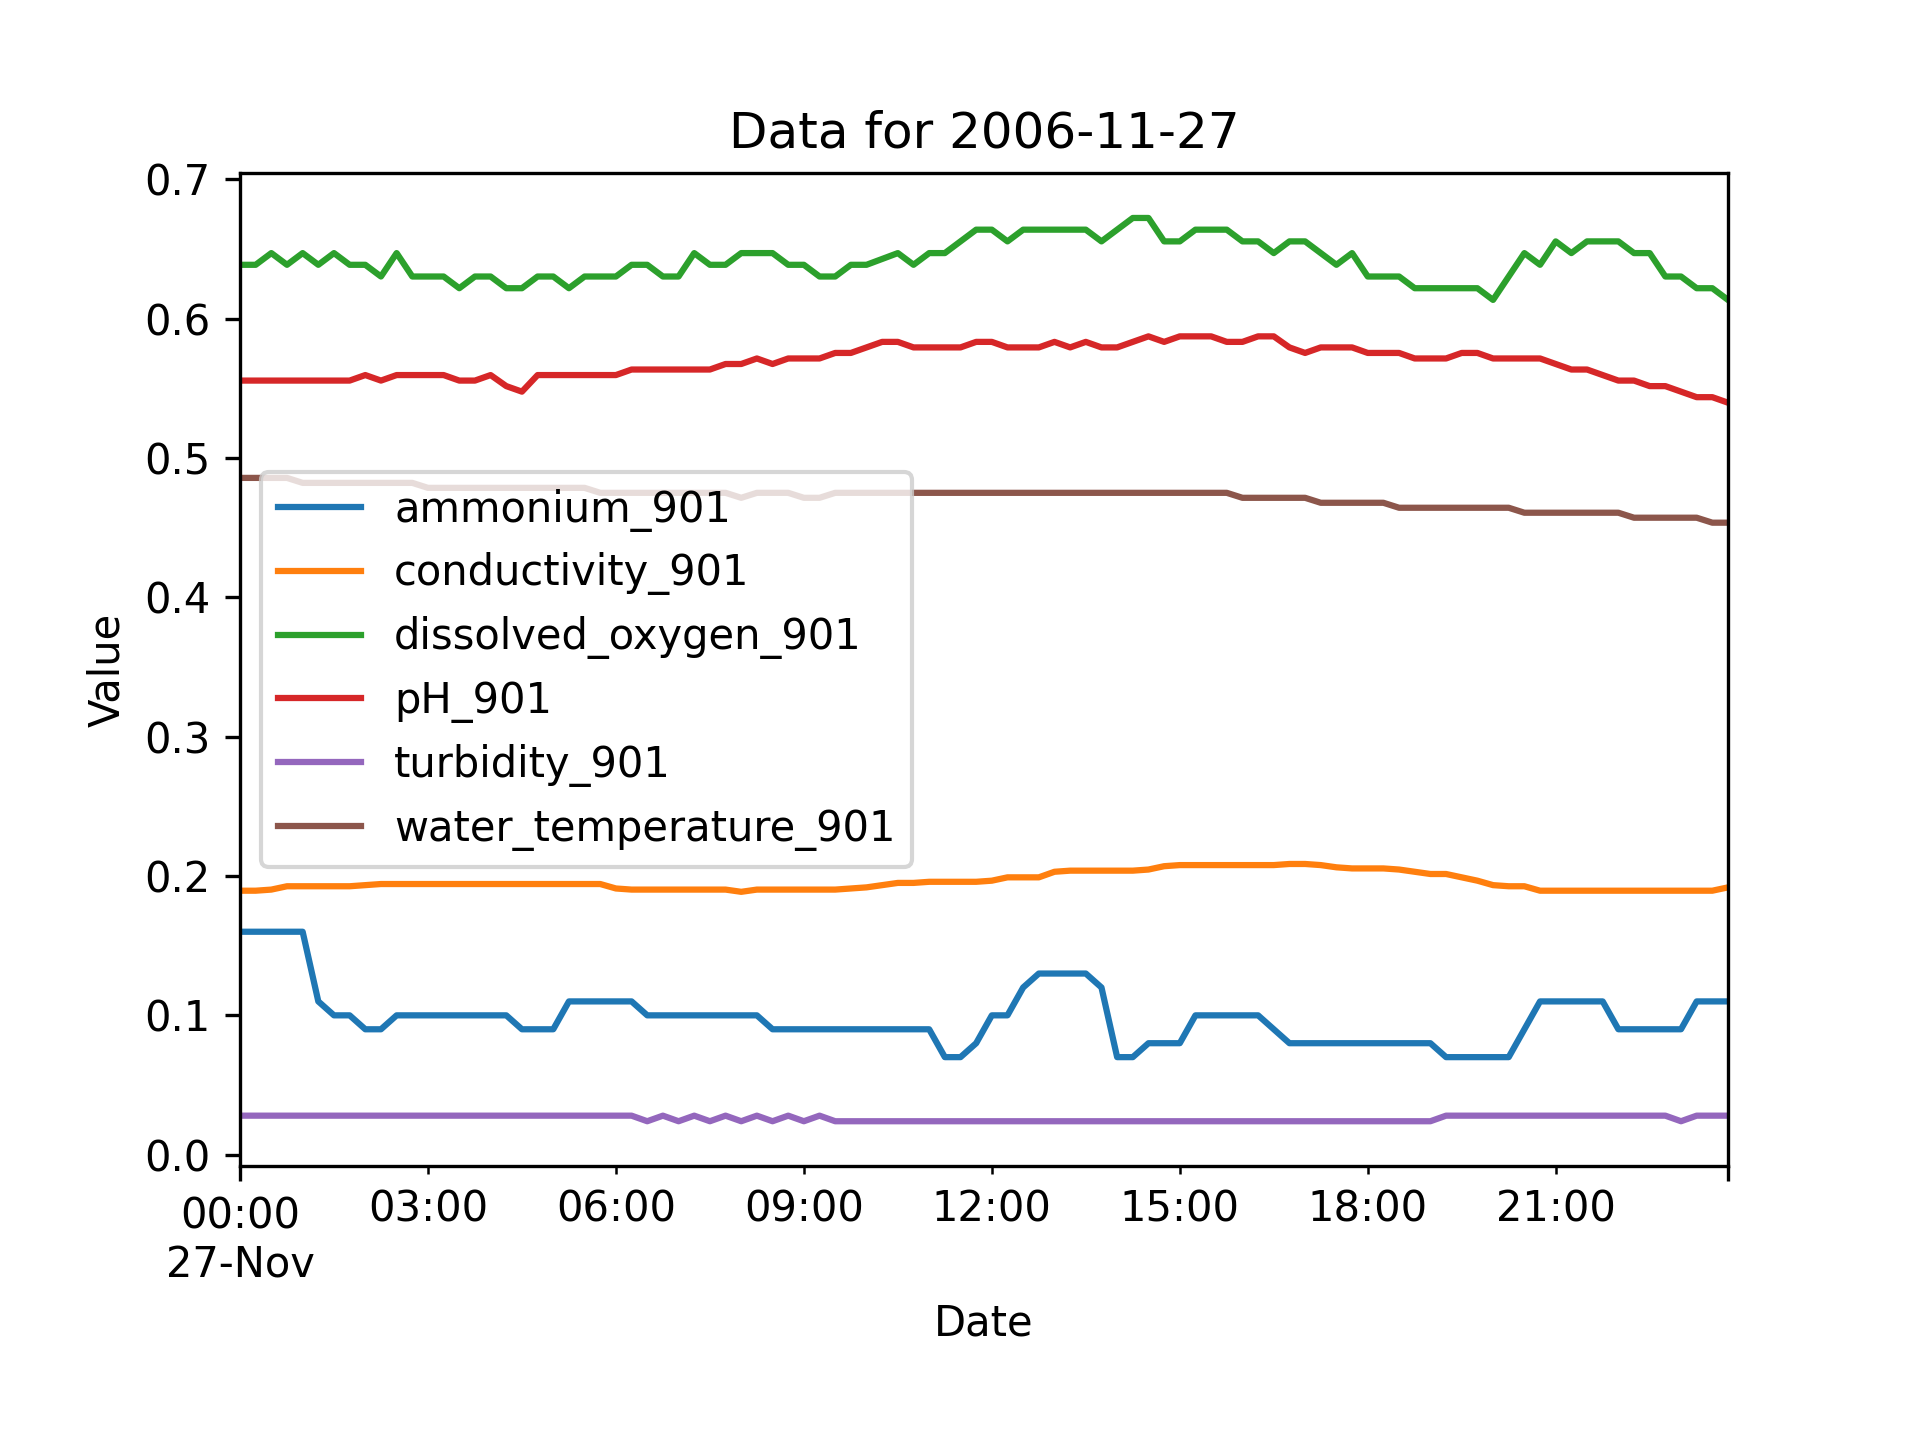 Data for 2006-11-27
0.7
0.6
0.5
0.4
0.3
0.2
0.1
0.0
Value
ammonium_901
conductivity_901
dissolved_oxygen_901
pH_901
turbidity_901
water_temperature_901
00:00 03:00 06:00 09:00 12:00 15:00 18:00 21:00
27-Nov
Date